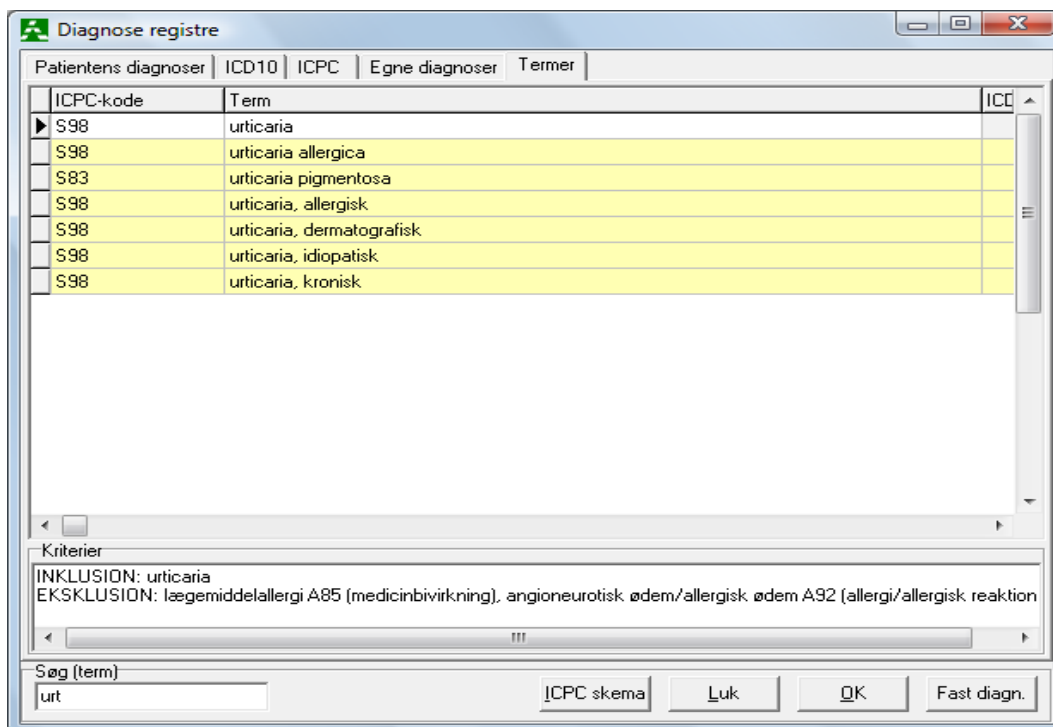 Diagnose registre
Patientens diagnoser ICD10 ICPC Egne diagnoser Termer
ICPC-kode Term ICD
S98 urticaria
S98 urticaria allergica
S83 urticaria pigmentosa
S98 urticaria, allergisk
S98 urticaria, dermatografisk
S98 urticaria, idiopatisk
S98 urticaria, kronisk
Kriterier
INKLUSION: urticaria
EKSKLUSION: lægemiddelallergi A85 (medicinbivirkning), angioneurotisk ødem/allergisk ødem A92 (allergi/allergisk reaktion
Søg (term)
urt ICPC skema Luk OK Fast diagn.